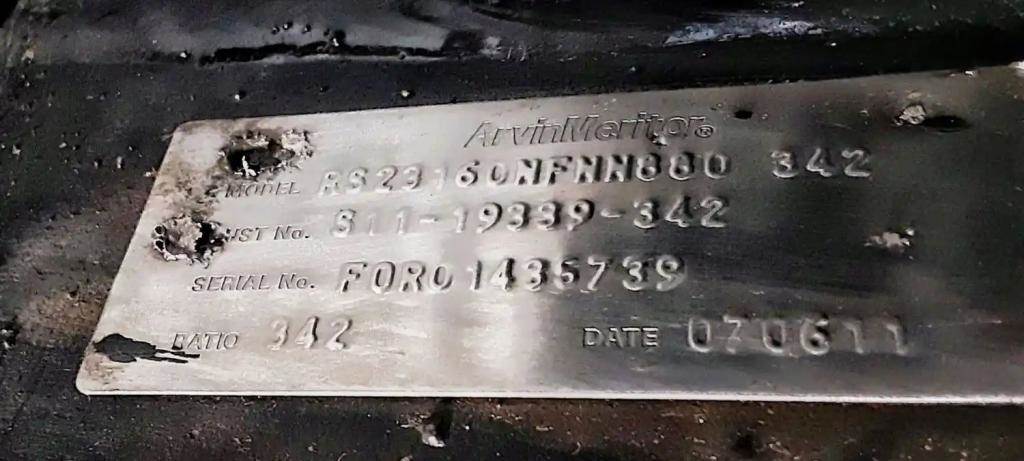 ArvinMeritor®
MODEL RS23160NFNN880 342
CUST No. S11-19339-342
SERIAL No. FOR01435739
RATIO 342 DATE 070611